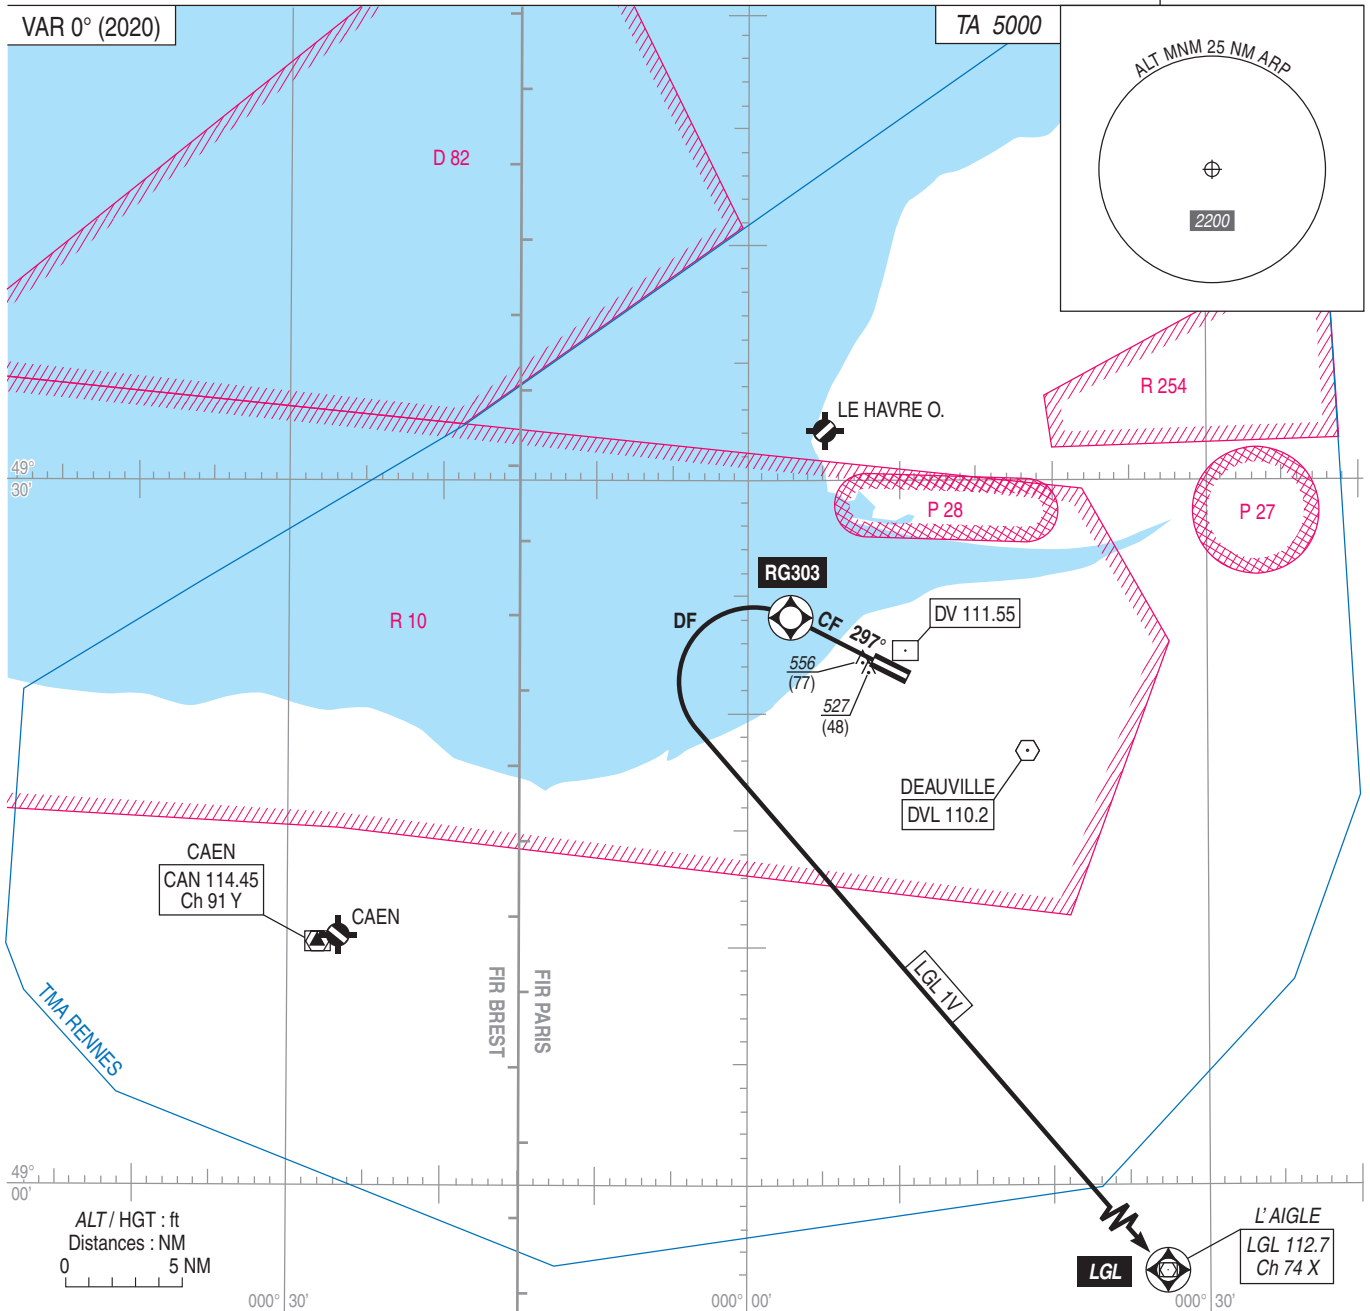 VAR 0° (2020)
TA 5000
ALT MNM 25 NM ARP
2200
D 82
R 254
LE HAVRE O.
49°
30'
P 28
P 27
RG303
R 10
DF
CF 297°
DV 111.55
556
(77)
527
(48)
DEAUVILLE
DVL 110.2
CAEN
CAN 114.45
Ch 91 Y
CAEN
FIR BREST
FIR PARIS
LGL 1V
TMA RENNES
49°
00'
ALT / HGT : ft
Distances : NM
0 5 NM
L'AIGLE
LGL 112.7
Ch 74 X
LGL
000° 30'
000° 00'
000° 30'